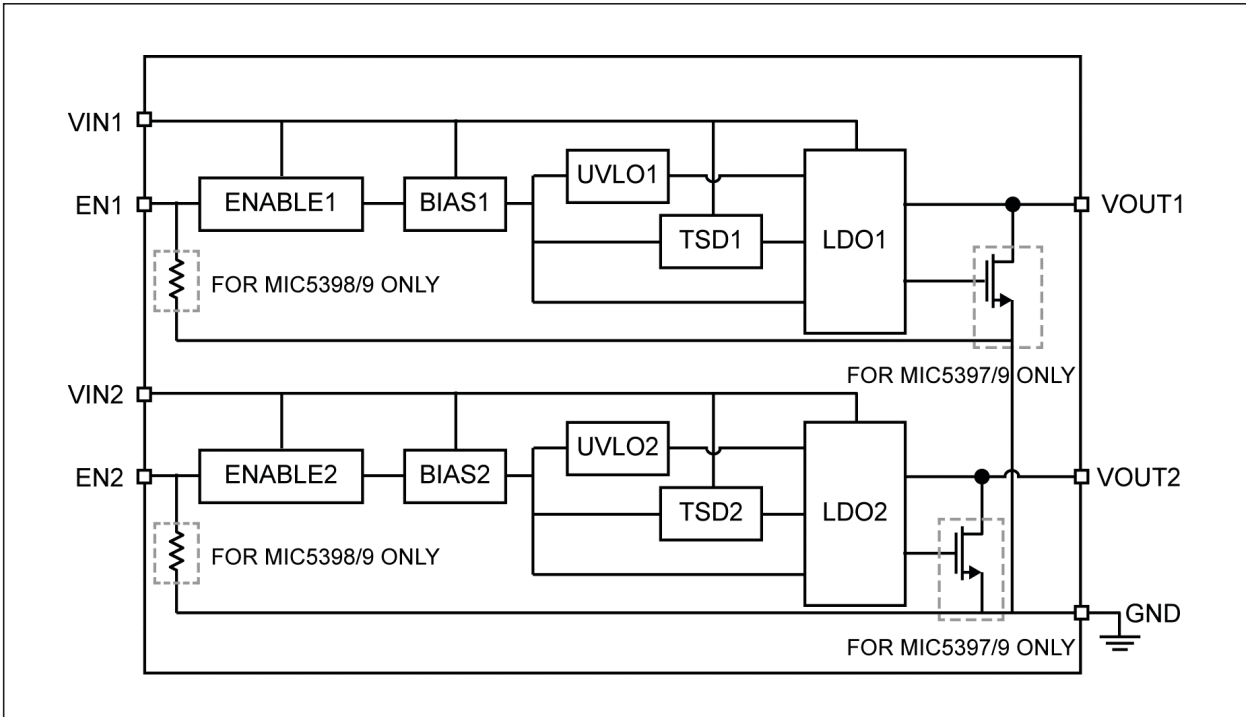 VIN1
UVLO1
EN1
ENABLE1
BIAS1
VOUT1
TSD1
LDO1
FOR MIC5398/9 ONLY
FOR MIC5397/9 ONLY
VIN2
UVLO2
EN2
ENABLE2
BIAS2
VOUT2
TSD2
LDO2
FOR MIC5398/9 ONLY
GND
FOR MIC5397/9 ONLY